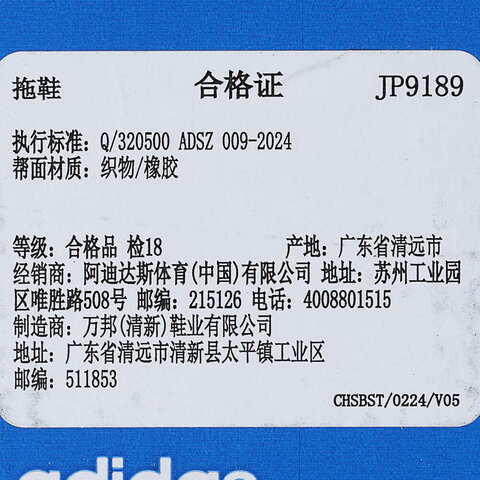 拖鞋 合格证 JP9189
执行标准: Q/320500 ADSZ 009-2024
帮面材质: 织物/橡胶
等级: 合格品 检18 产地: 广东省清远市
经销商: 阿迪达斯体育(中国)有限公司 地址: 苏州工业园
区唯胜路508号 邮编: 215126 电话: 4008801515
制造商: 万邦(清新)鞋业有限公司
地址: 广东省清远市清新县太平镇工业区
邮编: 511853
CHSBST/0224/V05
adidas